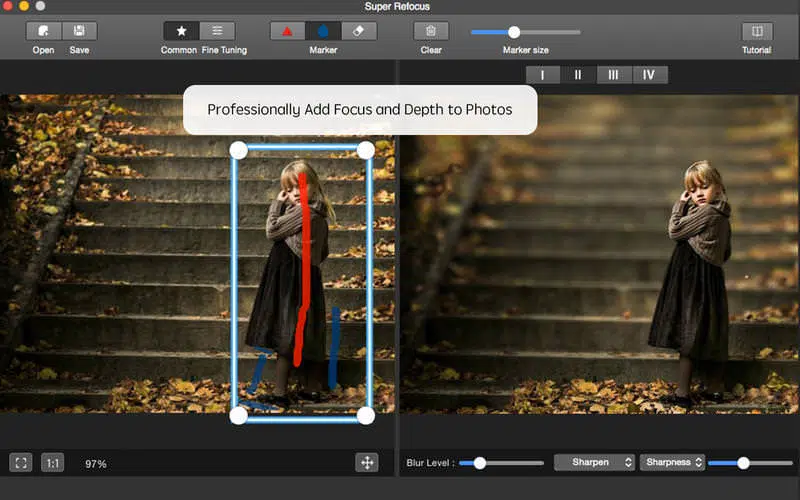 Super Refocus
Open
Save
Common
Fine Tuning
Marker
Clear
Marker size
Tutorial
I
II
III
IV
Professionally Add Focus and Depth to Photos
1:1
97%
Blur Level :
Sharpen
Sharpness